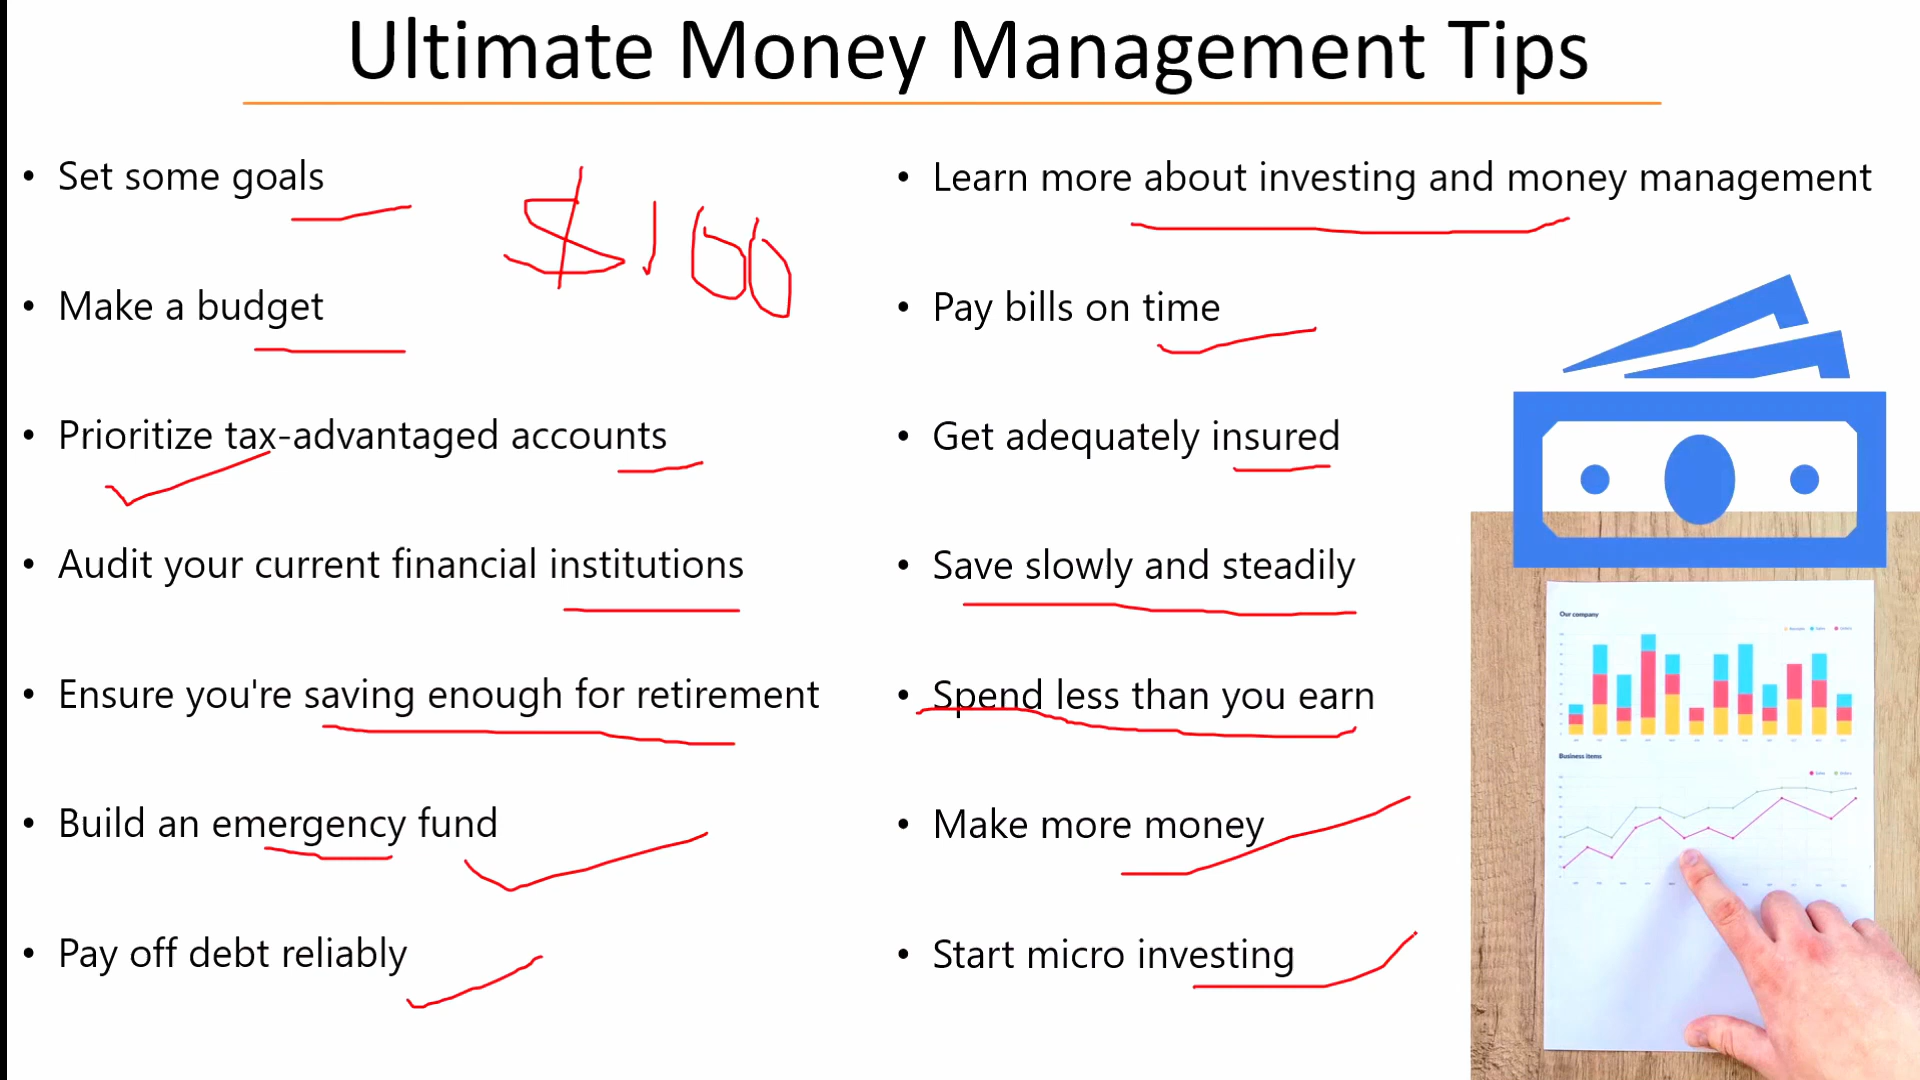 Ultimate Money Management Tips
• Set some goals
$100
• Make a budget
• Prioritize tax-advantaged accounts
• Audit your current financial institutions
• Ensure you're saving enough for retirement
• Build an emergency fund
• Pay off debt reliably
• Learn more about investing and money management
• Pay bills on time
• Get adequately insured
• Save slowly and steadily
• Spend less than you earn
• Make more money
• Start micro investing
Our company
Business items